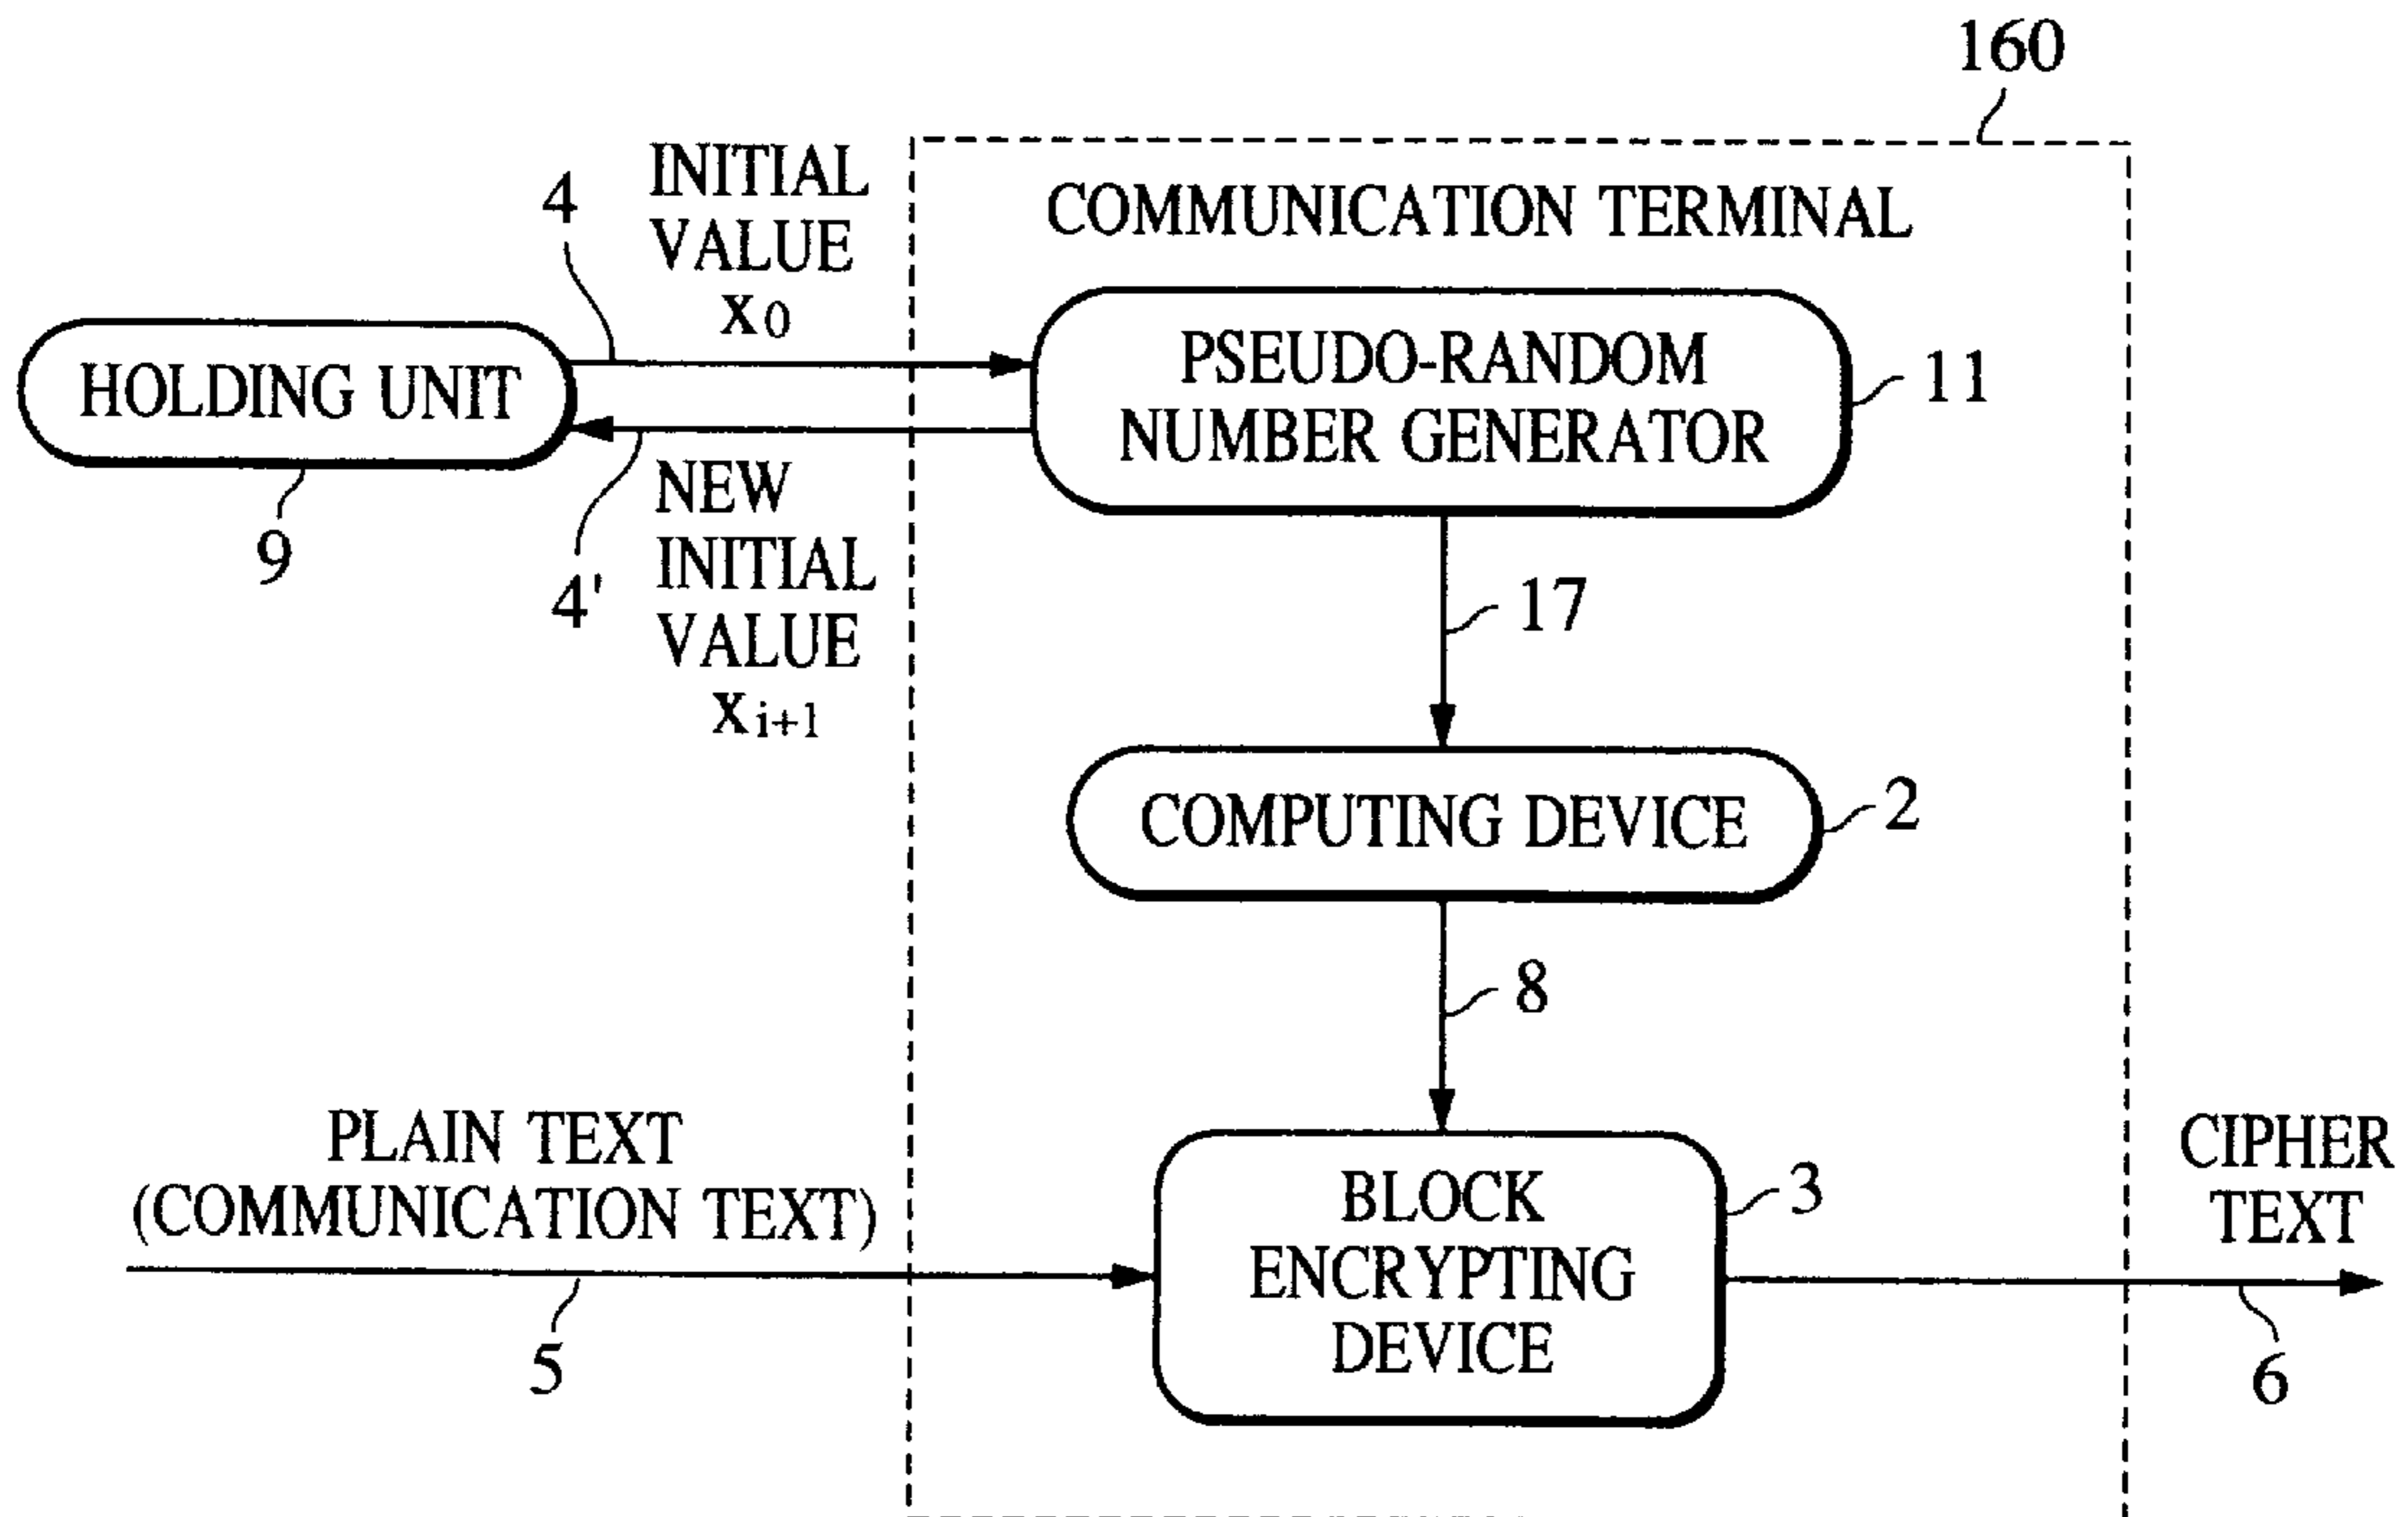 160
COMMUNICATION TERMINAL
4
INITIAL
VALUE
x0
HOLDING UNIT
9
4'
NEW
INITIAL
VALUE
xi+1
PSEUDO-RANDOM
NUMBER GENERATOR
11
17
COMPUTING DEVICE
2
8
PLAIN TEXT
(COMMUNICATION TEXT)
5
BLOCK
ENCRYPTING
DEVICE
3
CIPHER
TEXT
6